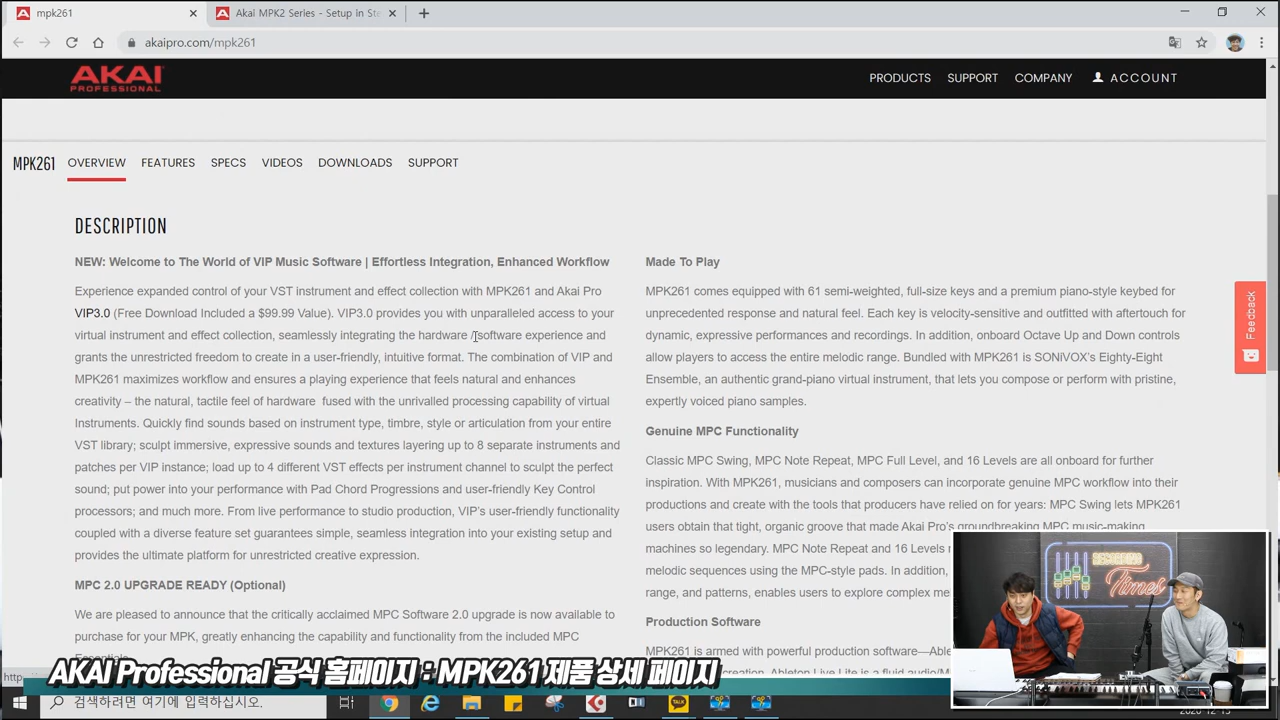 mpk261
Akai MPK2 Series - Setup in Ste
akaipro.com/mpk261
AKAI
PROFESSIONAL
PRODUCTS SUPPORT COMPANY ACCOUNT
MPK261 OVERVIEW FEATURES SPECS VIDEOS DOWNLOADS SUPPORT
DESCRIPTION
NEW: Welcome to The World of VIP Music Software | Effortless Integration, Enhanced Workflow
Experience expanded control of your VST instrument and effect collection with MPK261 and Akai Pro
VIP3.0 (Free Download Included a $99.99 Value). VIP3.0 provides you with unparalleled access to your
virtual instrument and effect collection, seamlessly integrating the hardware /software experience and
grants the unrestricted freedom to create in a user-friendly, intuitive format. The combination of VIP and
MPK261 maximizes workflow and ensures a playing experience that feels natural and enhances
creativity – the natural, tactile feel of hardware fused with the unrivalled processing capability of virtual
Instruments. Quickly find sounds based on instrument type, timbre, style or articulation from your entire
VST library; sculpt immersive, expressive sounds and textures layering up to 8 separate instruments and
patches per VIP instance; load up to 4 different VST effects per instrument channel to sculpt the perfect
sound; put power into your performance with Pad Chord Progressions and user-friendly Key Control
processors; and much more. From live performance to studio production, VIP's user-friendly functionality
coupled with a diverse feature set guarantees simple, seamless integration into your existing setup and
provides the ultimate platform for unrestricted creative expression.
MPC 2.0 UPGRADE READY (Optional)
We are pleased to announce that the critically acclaimed MPC Software 2.0 upgrade is now available to
purchase for your MPK, greatly enhancing the capability and functionality from the included MPC
Essentials
Made To Play
MPK261 comes equipped with 61 semi-weighted, full-size keys and a premium piano-style keybed for
unprecedented response and natural feel. Each key is velocity-sensitive and outfitted with aftertouch for
dynamic, expressive performances and recordings. In addition, onboard Octave Up and Down controls
allow players to access the entire melodic range. Bundled with MPK261 is SONiVOX's Eighty-Eight
Ensemble, an authentic grand-piano virtual instrument, that lets you compose or perform with pristine,
expertly voiced piano samples.
Genuine MPC Functionality
Classic MPC Swing, MPC Note Repeat, MPC Full Level, and 16 Levels are all onboard for further
inspiration. With MPK261, musicians and composers can incorporate genuine MPC workflow into their
productions and create with the tools that producers have relied on for years: MPC Swing lets MPK261
users obtain that tight, organic groove that made Akai Pro's groundbreaking MPC music-making
machines so legendary. MPC Note Repeat and 16 Levels
melodic sequences using the MPC-style pads. In addition,
range, and patterns, enables users to explore complex me
Production Software
MPK261 is armed with powerful production software—Able
creation. Ableton Live Lite is a fluid audio/M
Feedback
Times
http
AKAI Professional 공식 홈페이지 : MPK261 제품 상세 페이지
검색하려면 여기에 입력하십시오.
TALK